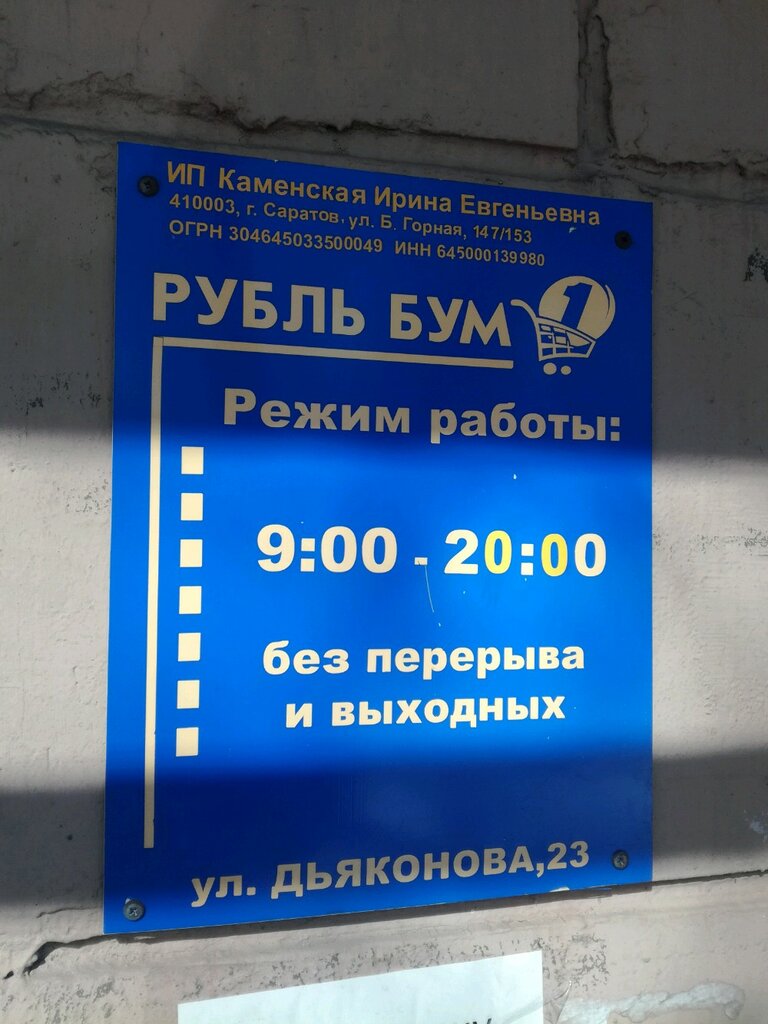 ИП Каменская Ирина Евгеньевна
410003, г. Саратов, ул. Б. Горная, 147/153
ОГРН 304645033500049 ИНН 645000139980
РУБЛЬ БУМ 1
Режим работы:
9:00 - 20:00
без перерыва
и выходных
ул. ДЬЯКОНОВА,23